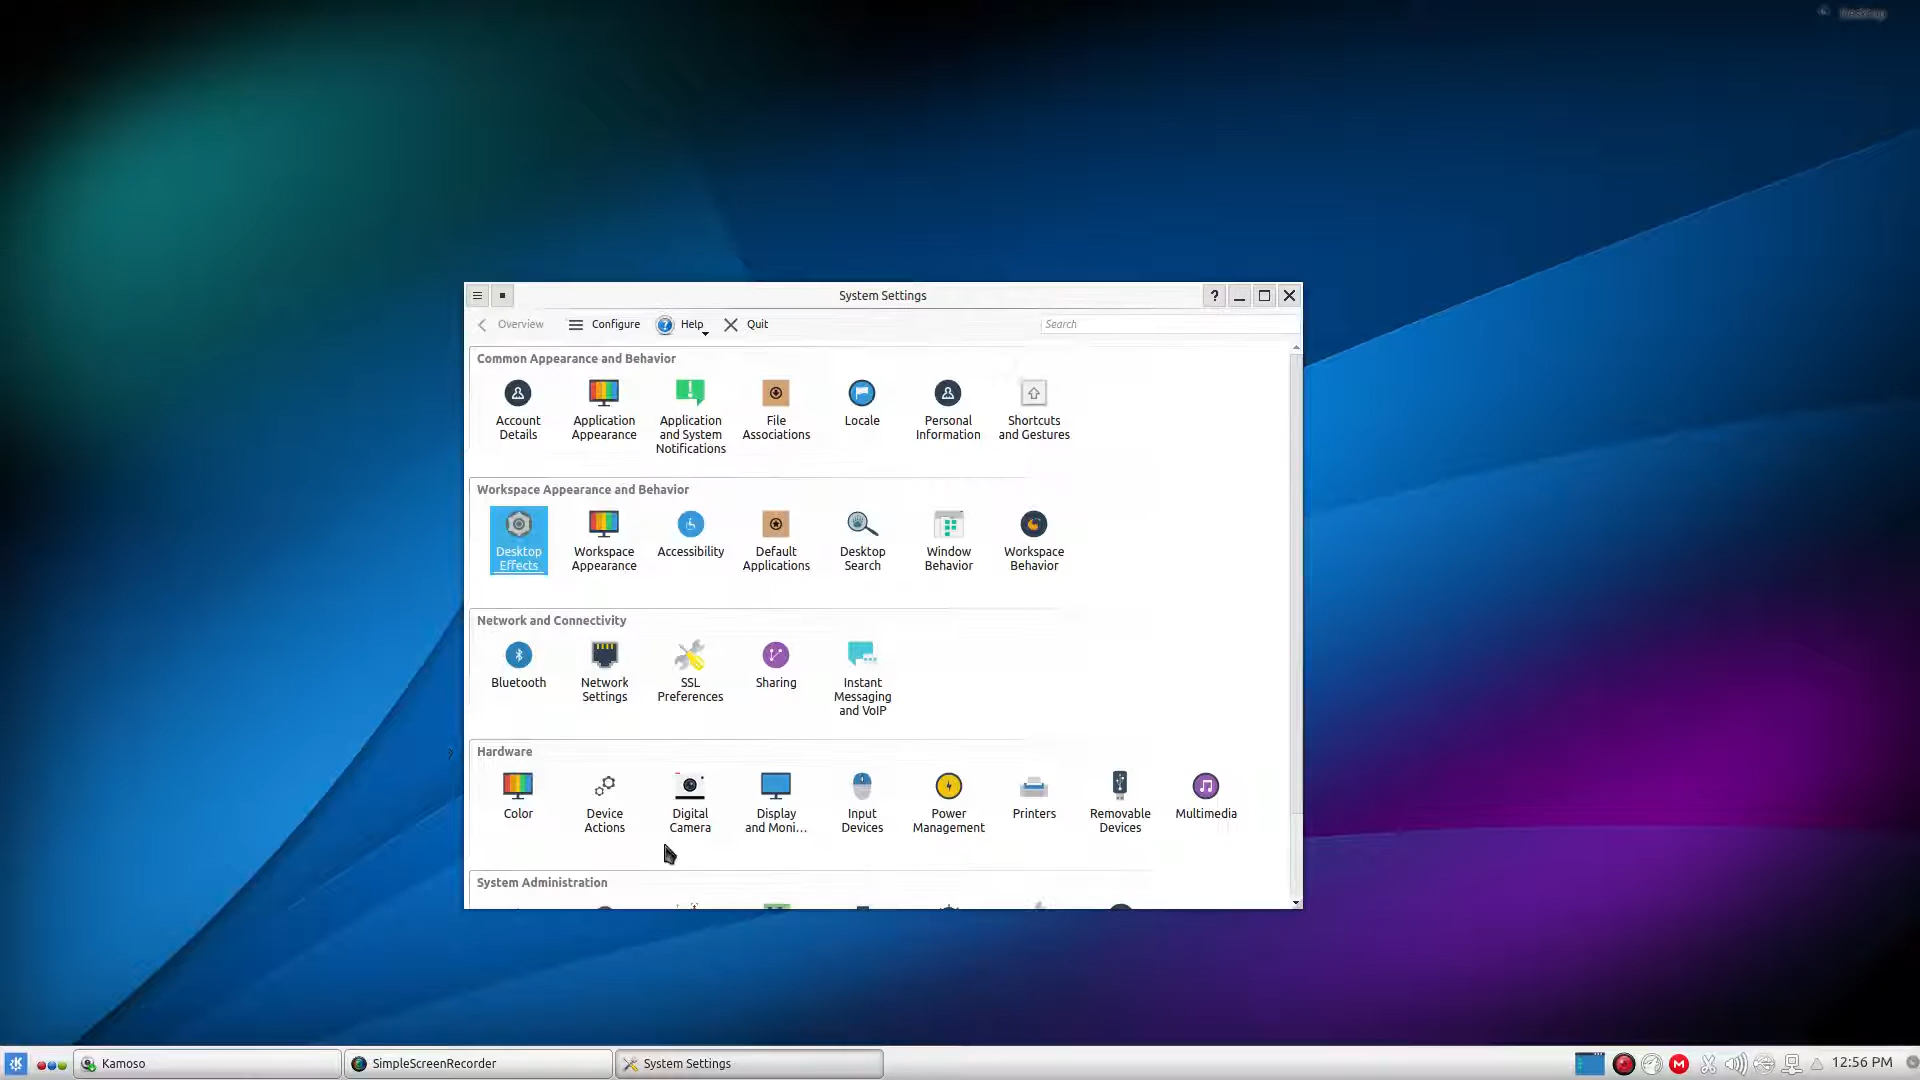 Desktop
System Settings
Overview
Configure
Help
Quit
Search
Common Appearance and Behavior
Account
Details
Application
Appearance
Application
and System
Notifications
File
Associations
Locale
Personal
Information
Shortcuts
and Gestures
Workspace Appearance and Behavior
Desktop
Effects
Workspace
Appearance
Accessibility
Default
Applications
Desktop
Search
Window
Behavior
Workspace
Behavior
Network and Connectivity
Bluetooth
Network
Settings
SSL
Preferences
Sharing
Instant
Messaging
and VoIP
Hardware
Color
Device
Actions
Digital
Camera
Display
and Moni...
Input
Devices
Power
Management
Printers
Removable
Devices
Multimedia
System Administration
Kamoso
SimpleScreenRecorder
System Settings
12:56 PM